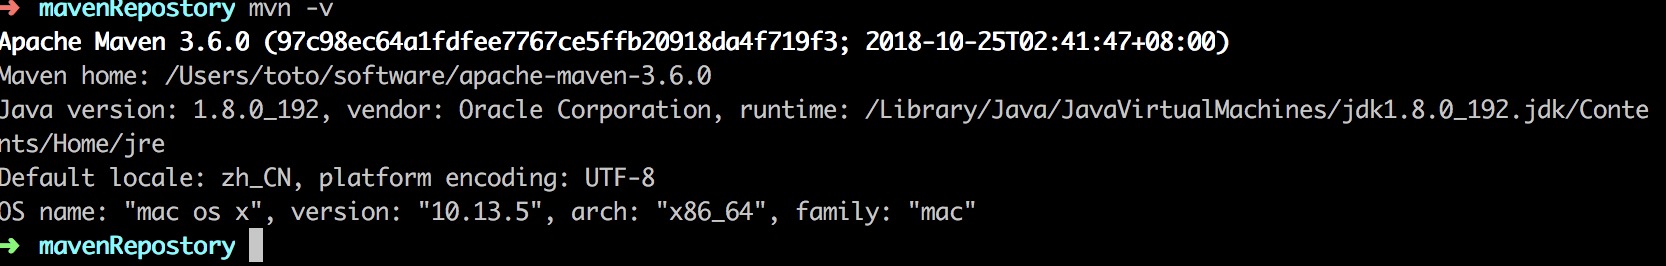 ➜ mavenRepostory mvn -v
Apache Maven 3.6.0 (97c98ec64a1fdfee7767ce5ffb20918da4f719f3; 2018-10-25T02:41:47+08:00)
Maven home: /Users/toto/software/apache-maven-3.6.0
Java version: 1.8.0_192, vendor: Oracle Corporation, runtime: /Library/Java/JavaVirtualMachines/jdk1.8.0_192.jdk/Conte
nts/Home/jre
Default locale: zh_CN, platform encoding: UTF-8
OS name: "mac os x", version: "10.13.5", arch: "x86_64", family: "mac"
➜ mavenRepostory